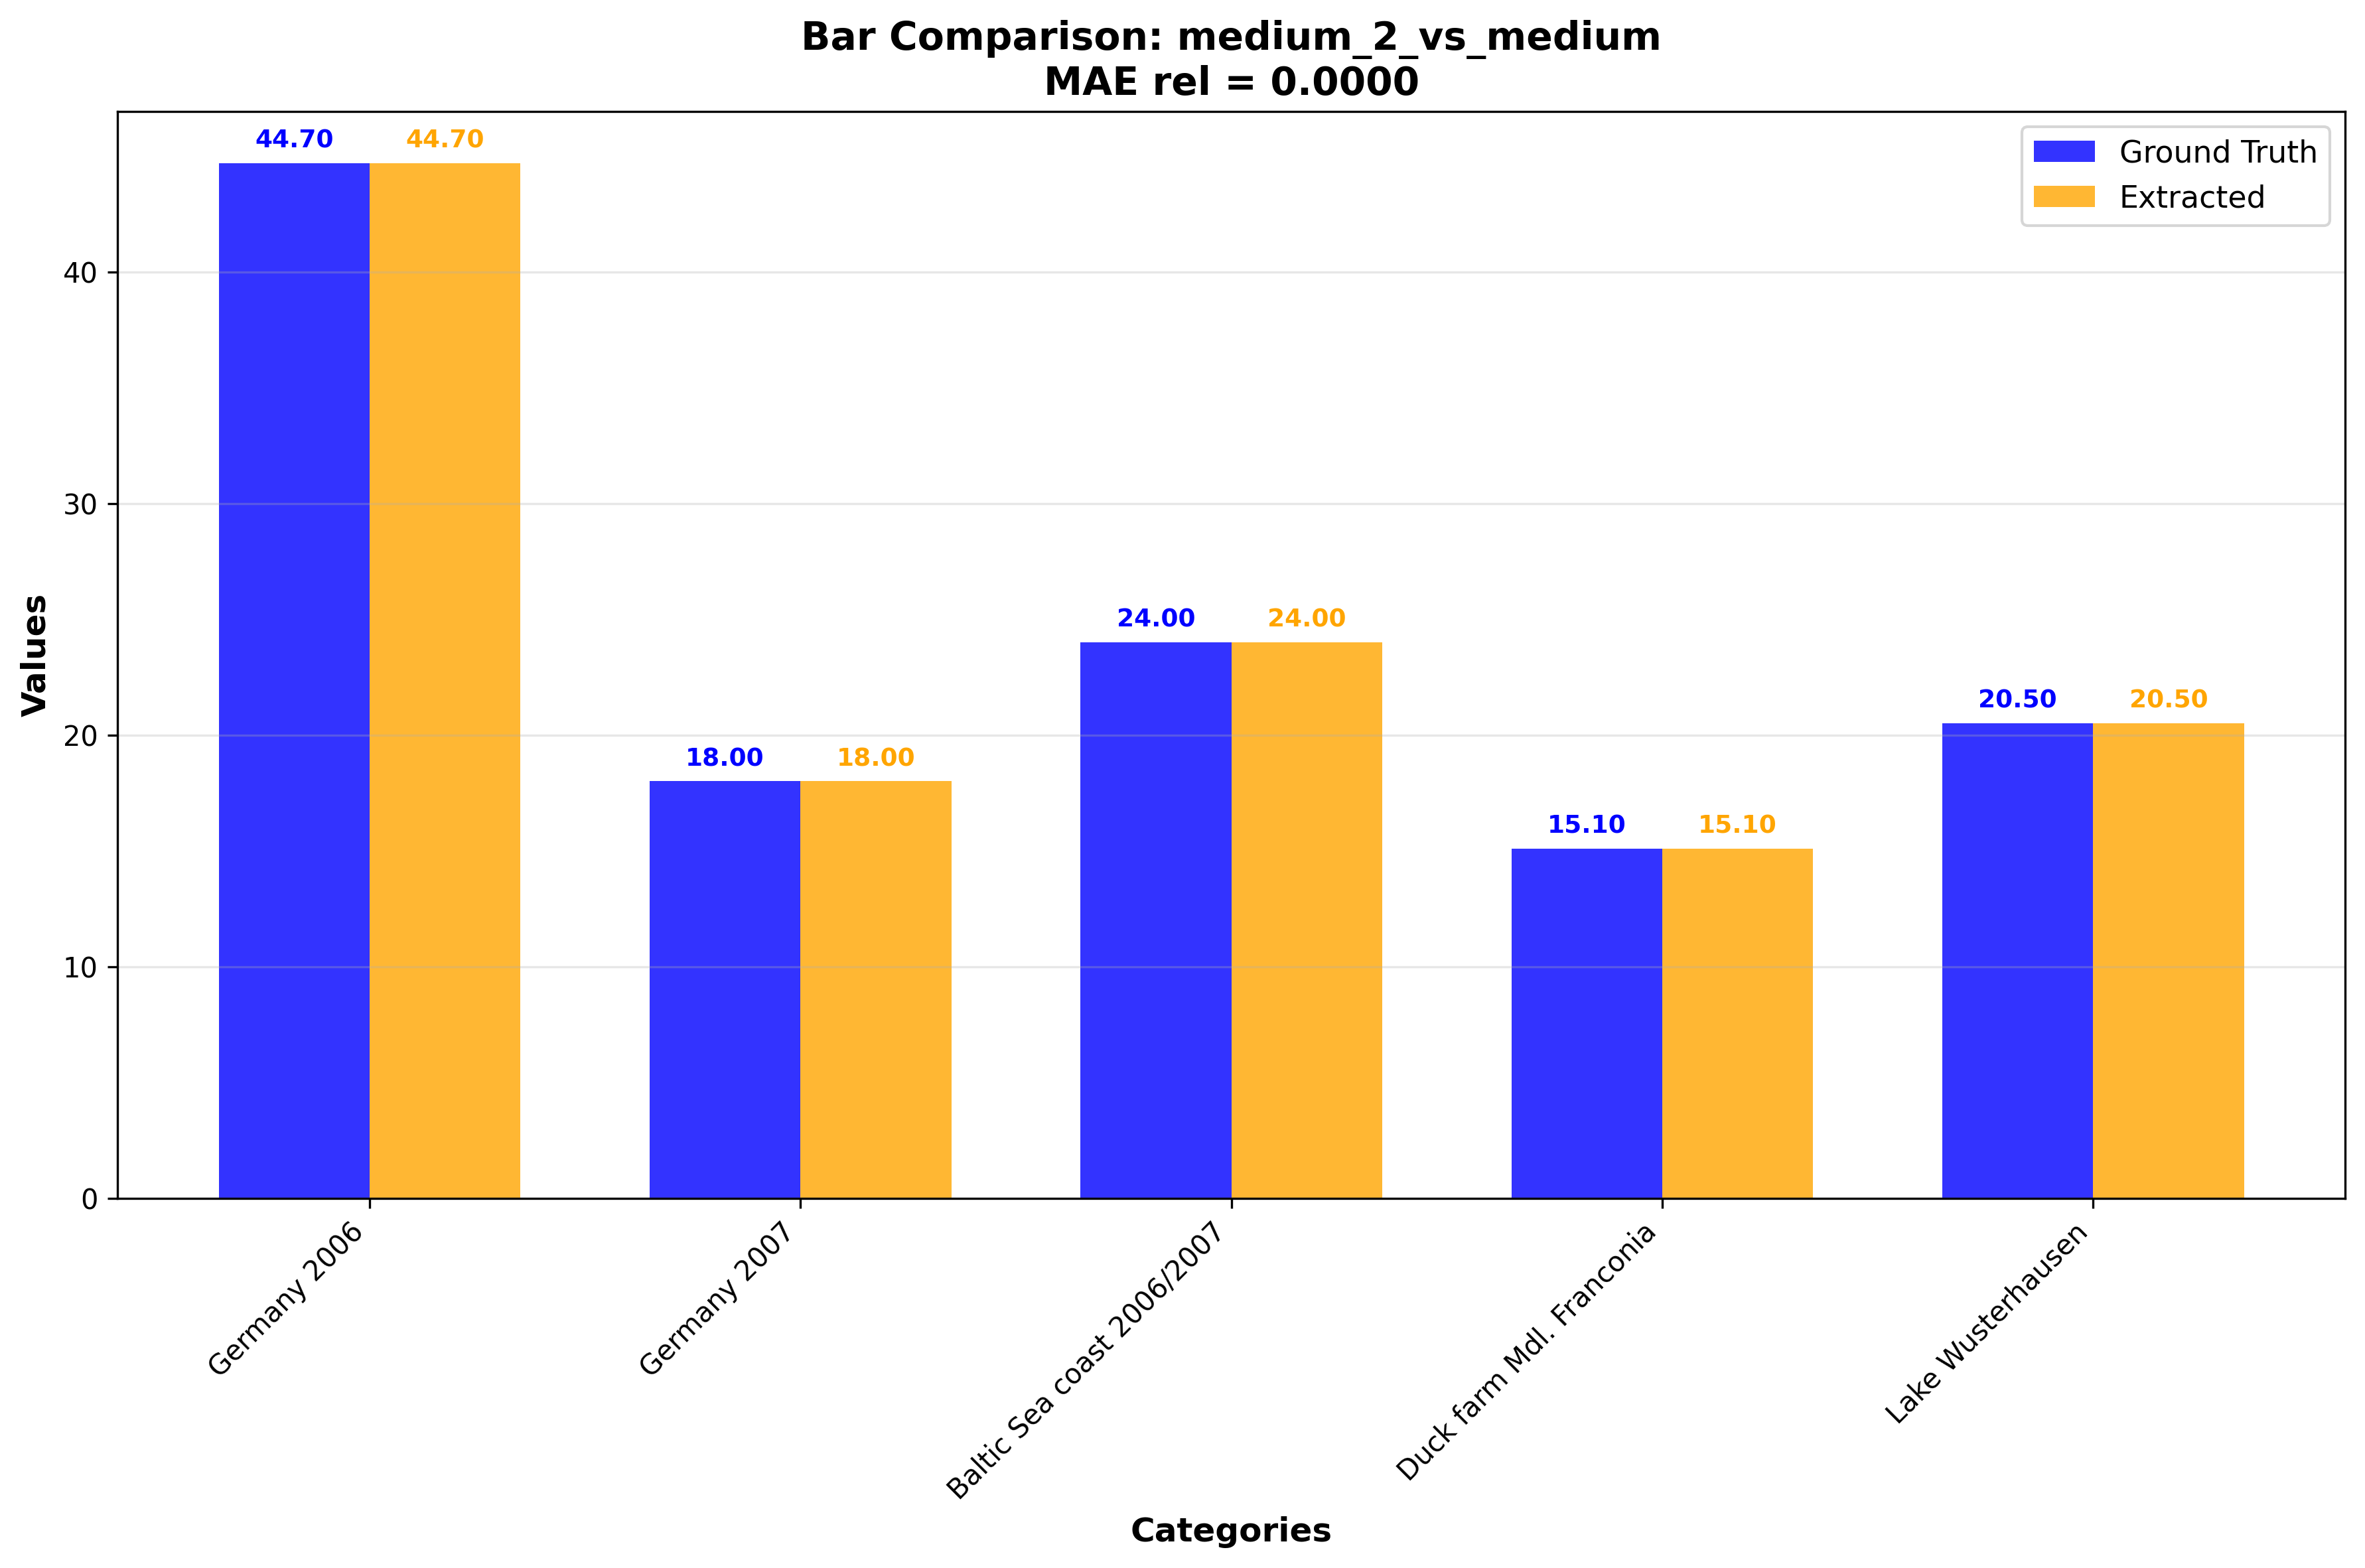 Bar Comparison: medium_2_vs_medium
MAE rel = 0.0000
Ground Truth
Extracted
44.70 44.70
18.00 18.00
24.00 24.00
15.10 15.10
20.50 20.50
Values
40
30
20
10
0
Germany 2006
Germany 2007
Baltic Sea coast 2006/2007
Duck farm Mdl. Franconia
Lake Wusterhausen
Categories